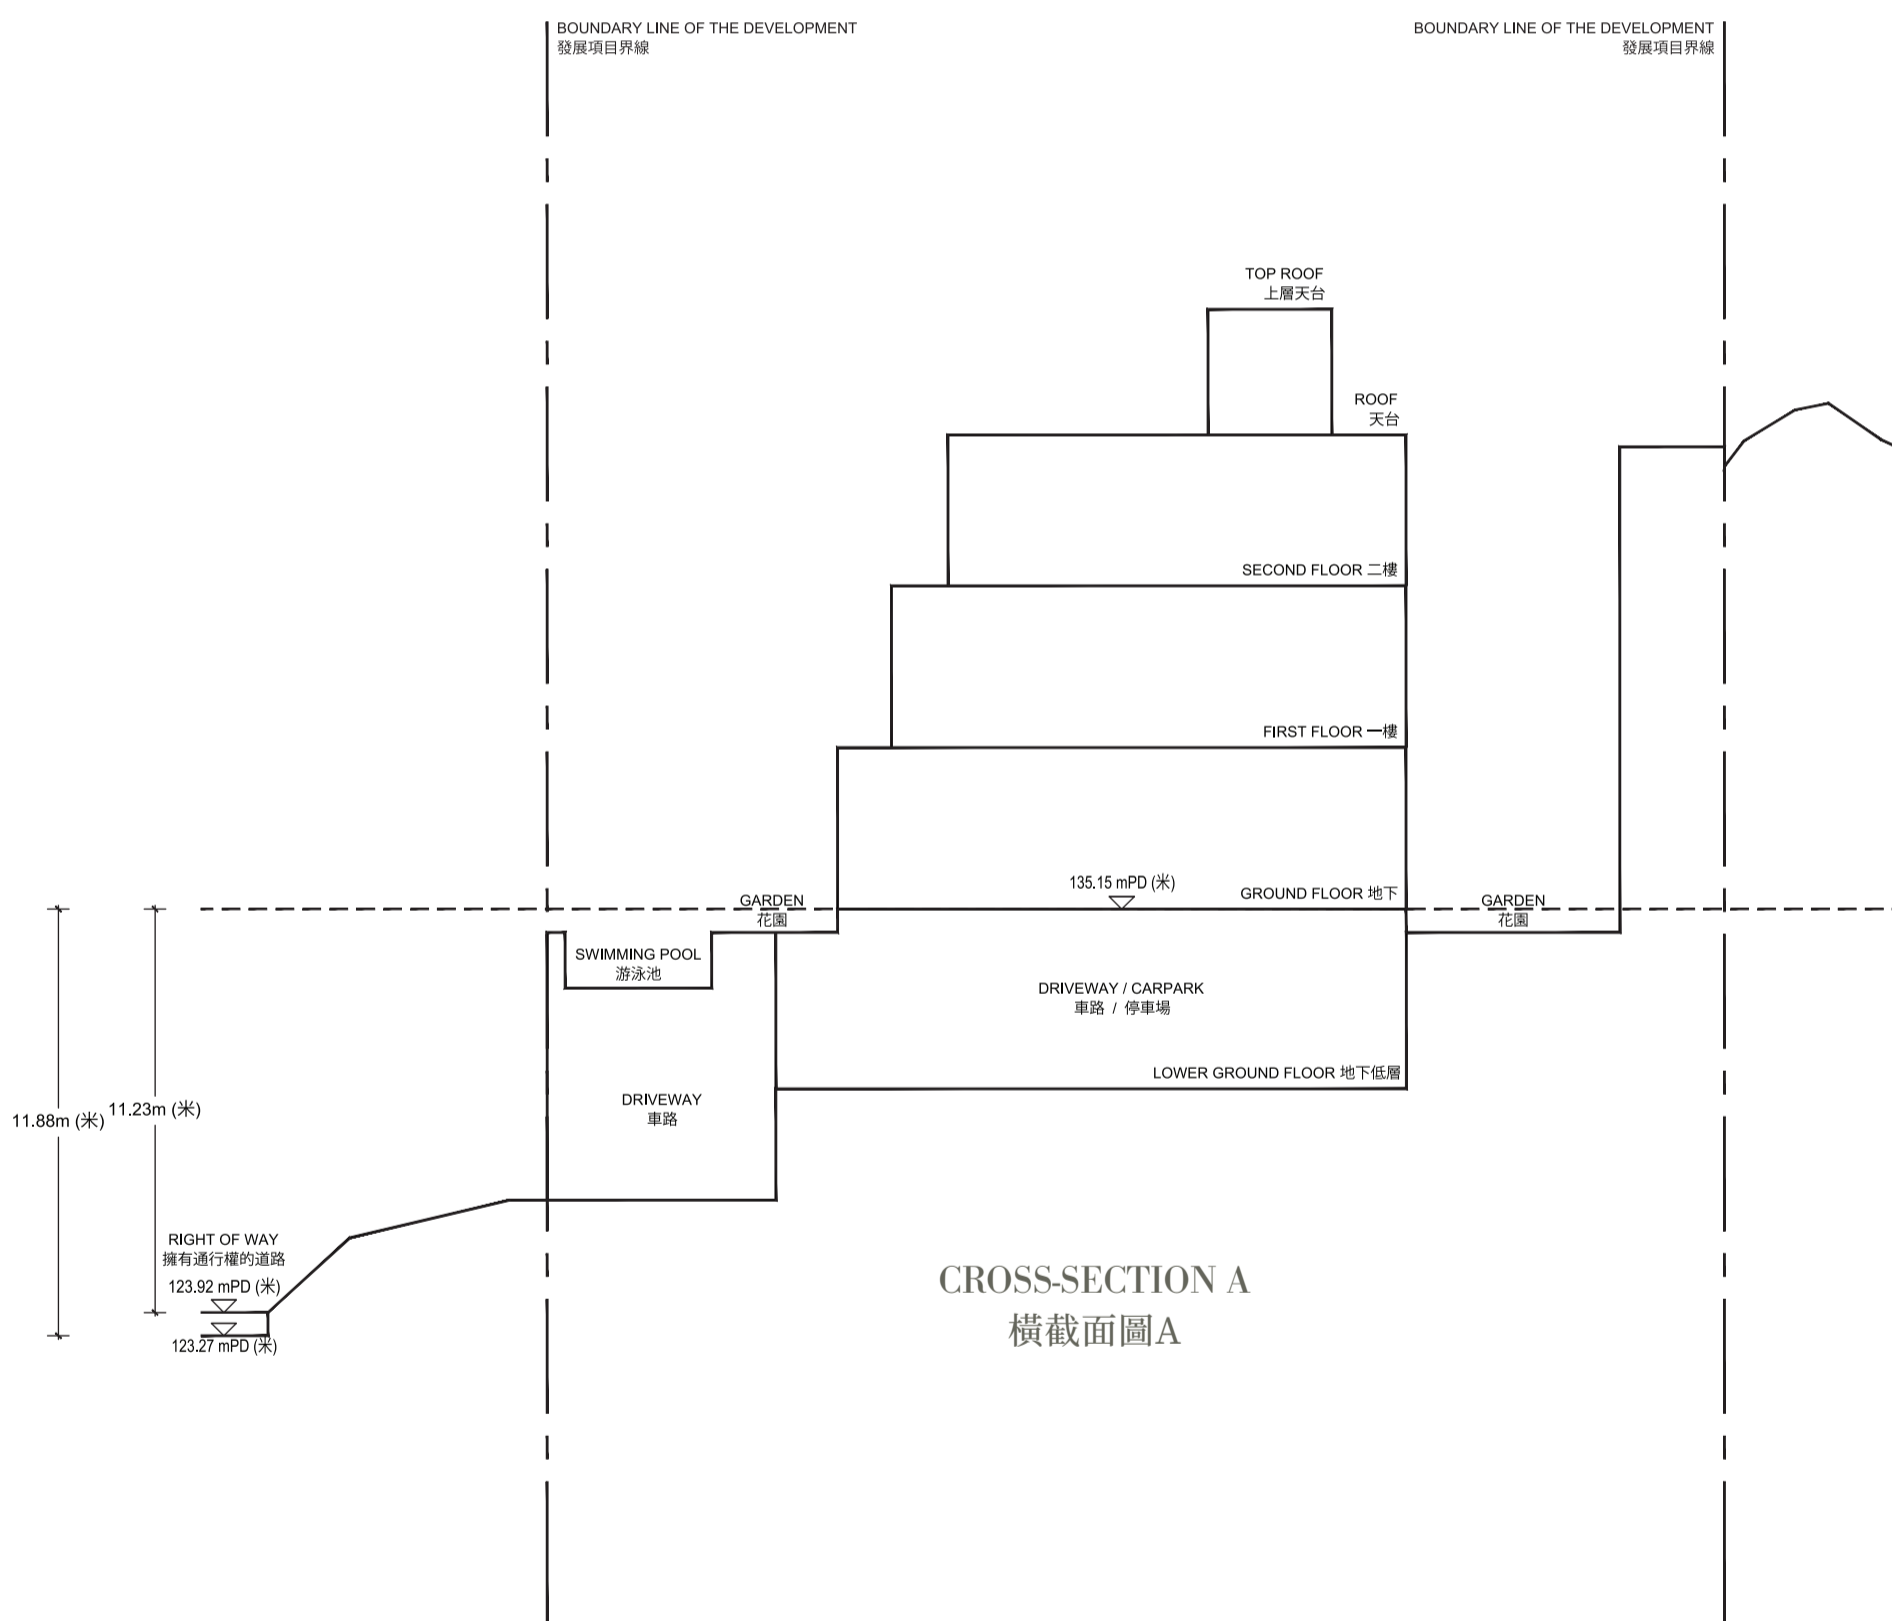 BOUNDARY LINE OF THE DEVELOPMENT
發展項目界線
BOUNDARY LINE OF THE DEVELOPMENT
發展項目界線
TOP ROOF
上層天台
ROOF
天台
SECOND FLOOR 二樓
FIRST FLOOR 一樓
135.15 mPD (米)
GROUND FLOOR 地下
GARDEN
花園
GARDEN
花園
SWIMMING POOL
游泳池
DRIVEWAY / CARPARK
車路 / 停車場
LOWER GROUND FLOOR 地下低層
DRIVEWAY
車路
11.88m (米)
11.23m (米)
RIGHT OF WAY
擁有通行權的道路
123.92 mPD (米)
123.27 mPD (米)
CROSS-SECTION A
橫截面圖A